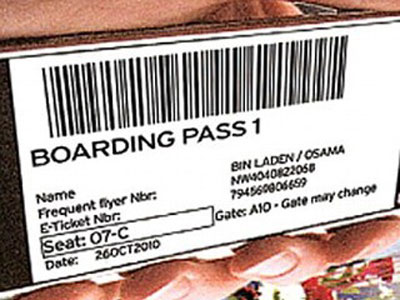 BOARDING PASS 1
Name BIN LADEN / OSAMA
Frequent flyer Nbr: NW404082206B
E-Ticket Nbr: 794569806659
Seat: 07-C Gate: A10 - Gate may change
Date: 26OCT2010